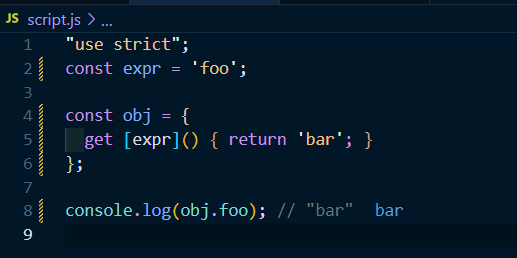 JS script.js > ...
1 "use strict";
2 const expr = 'foo';
3
4 const obj = {
5   get [expr]() { return 'bar'; }
6 };
7
8 console.log(obj.foo); // "bar"  bar
9